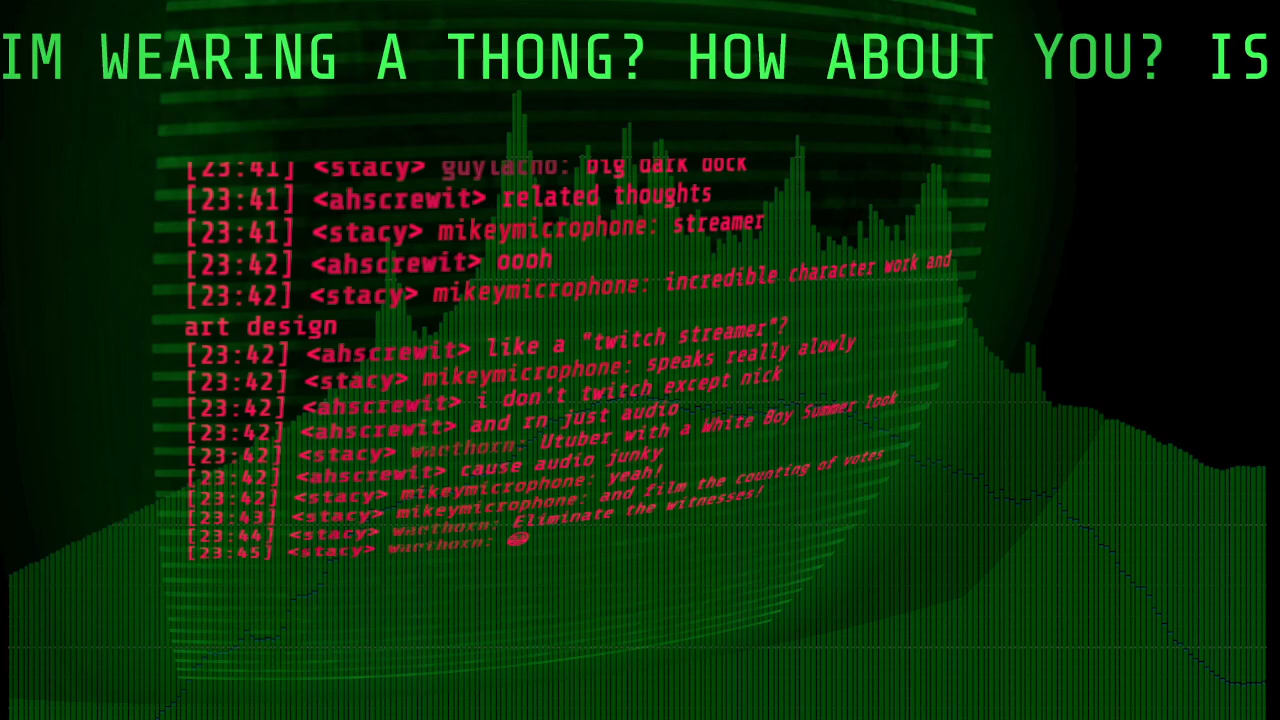 IM WEARING A THONG? HOW ABOUT YOU? IS
[23:41] <stacy> guylacno: big dark dock
[23:41] <ahscrewit> related thoughts
[23:41] <stacy> mikeymicrophone: streamer
[23:42] <ahscrewit> oooh
[23:42] <stacy> mikeymicrophone: incredible character work and
art design
[23:42] <ahscrewit> like a "twitch streamer"?
[23:42] <stacy> mikeymicrophone: speaks really alowly
[23:42] <ahscrewit> i don't twitch except nick
[23:42] <ahscrewit> and rn just audio
[23:42] <stacy> warthorn: Utuber with a White Boy Summer look
[23:42] <ahscrewit> cause audio junky
[23:42] <stacy> mikeymicrophone: yeah!
[23:43] <stacy> mikeymicrophone: and film the counting of votes
[23:44] <stacy> warthorn: Eliminate the witnesses!
[23:45] <stacy> warthorn: